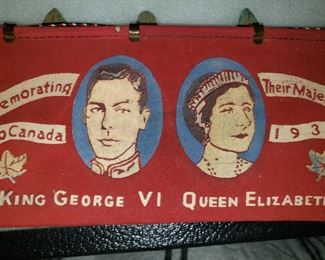 emorating
Their Maje
Canada
193
KING GEORGE VI QUEEN ELIZABET